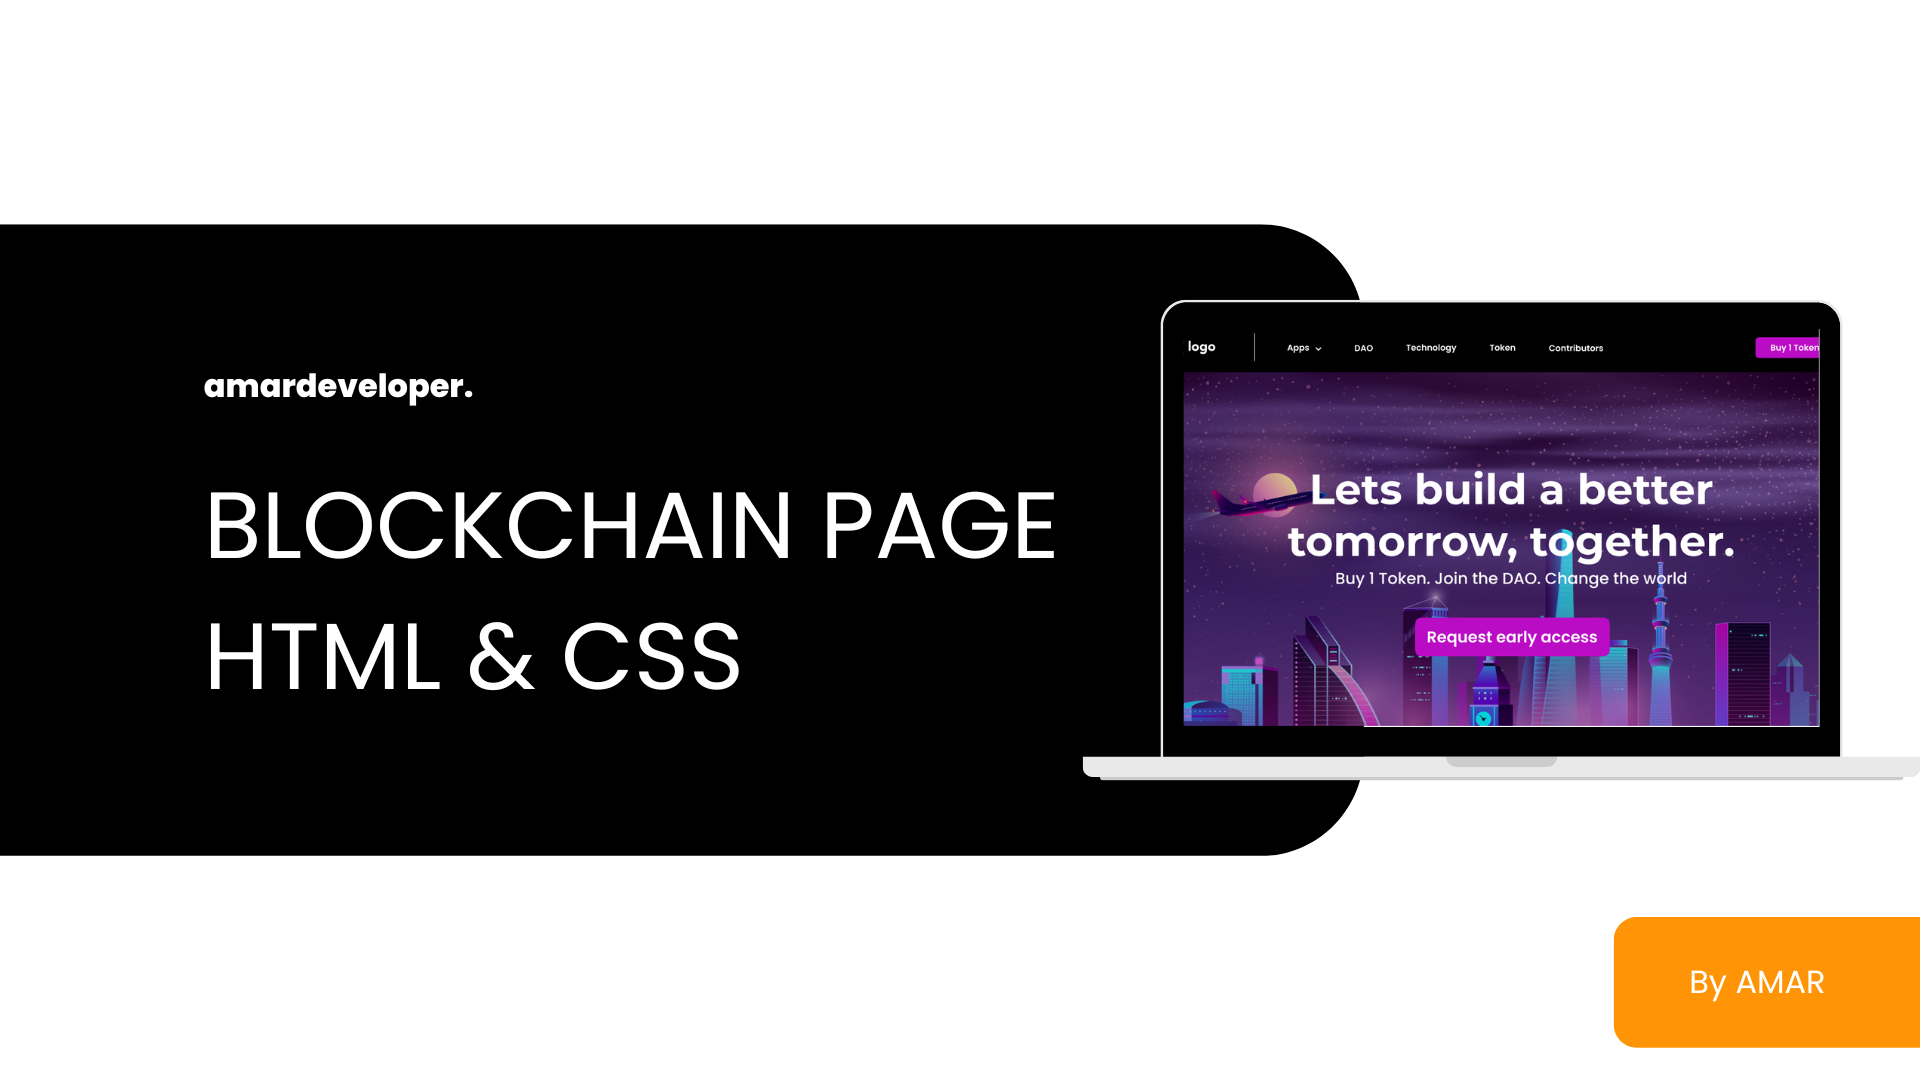 amardeveloper.
BLOCKCHAIN PAGE
HTML & CSS
logo
Apps
DAO
Technology
Token
Contributors
Buy 1 Token
Lets build a better
tomorrow, together.
Buy 1 Token. Join the DAO. Change the world
Request early access
By AMAR